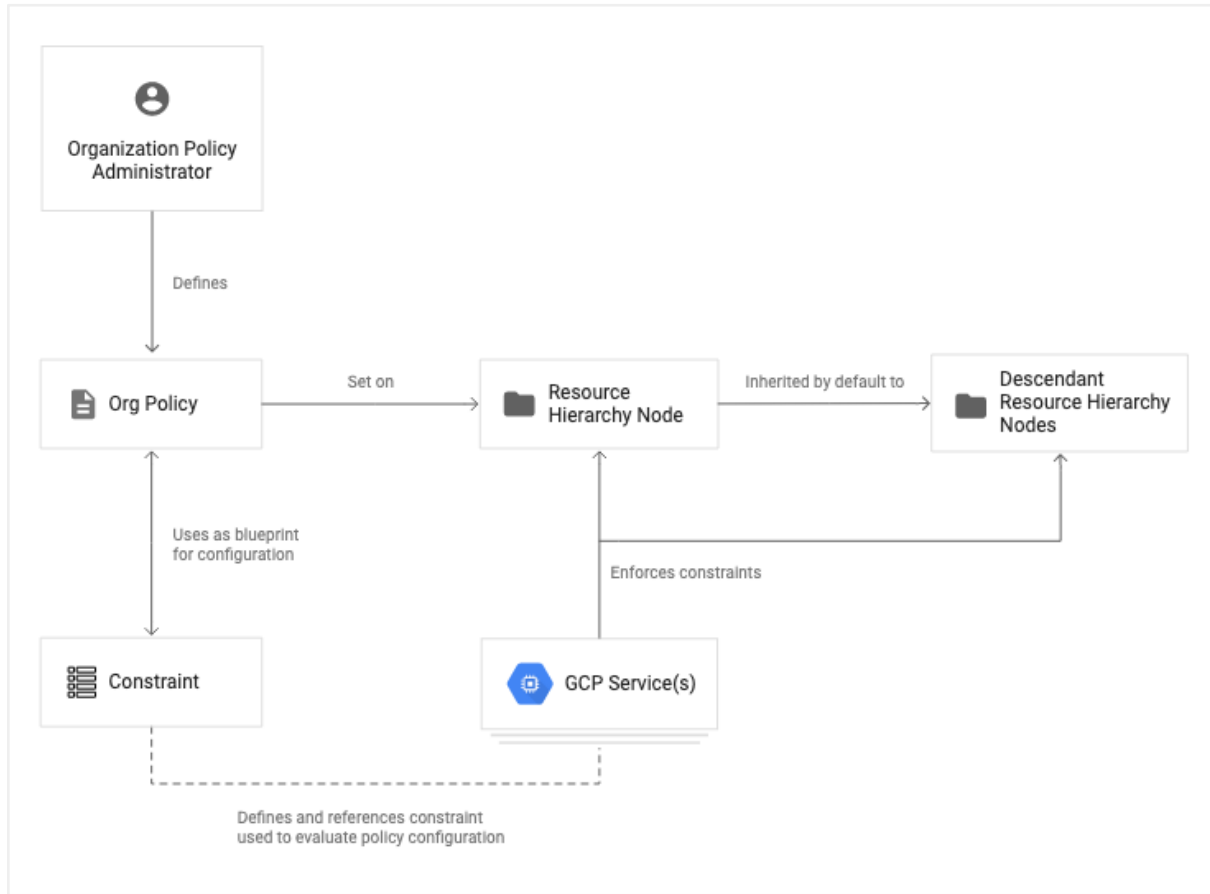 Organization Policy
Administrator
Defines
Org Policy
Set on
Resource
Hierarchy Node
Inherited by default to
Descendant
Resource Hierarchy
Nodes
Uses as blueprint
for configuration
Enforces constraints
Constraint
GCP Service(s)
Defines and references constraint
used to evaluate policy configuration